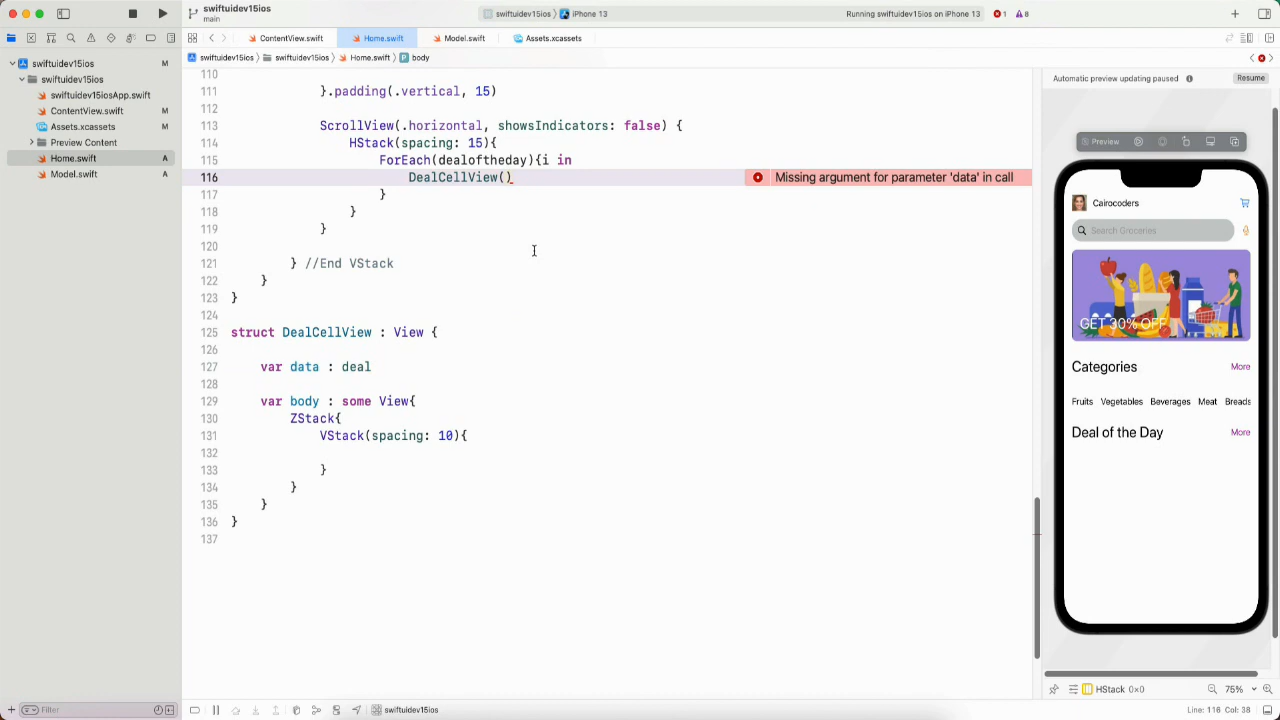 swiftuidev15ios
main
swiftuidev15ios
iPhone 13
Running swiftuidev15ios on iPhone 13
1
8
ContentView.swift
Home.swift
Model.swift
Assets.xcassets
swiftuidev15ios
M
swiftuidev15ios
swiftuidev15iosApp.swift
ContentView.swift
M
Assets.xcassets
M
Preview Content
Home.swift
A
Model.swift
A
Filter
swiftuidev15ios
swiftuidev15ios
Home.swift
body
110
111 }.padding(.vertical, 15)
112
113 ScrollView(.horizontal, showsIndicators: false) {
114 HStack(spacing: 15){
115 ForEach(dealoftheday){i in
116 DealCellView()
Missing argument for parameter 'data' in call
117 }
118 }
119 }
120
121 } //End VStack
122 }
123 }
124
125 struct DealCellView : View {
126
127 var data : deal
128
129 var body : some View{
130 ZStack{
131 VStack(spacing: 10){
132
133 }
134 }
135 }
136 }
137
swiftuidev15ios
Automatic preview updating paused
Resume
Preview
Cairocoders
Search Groceries
GET 30% OFF
Categories
More
Fruits Vegetables Beverages Meat Breads
Deal of the Day
More
HStack 0×0
75%
Line: 116 Col: 38